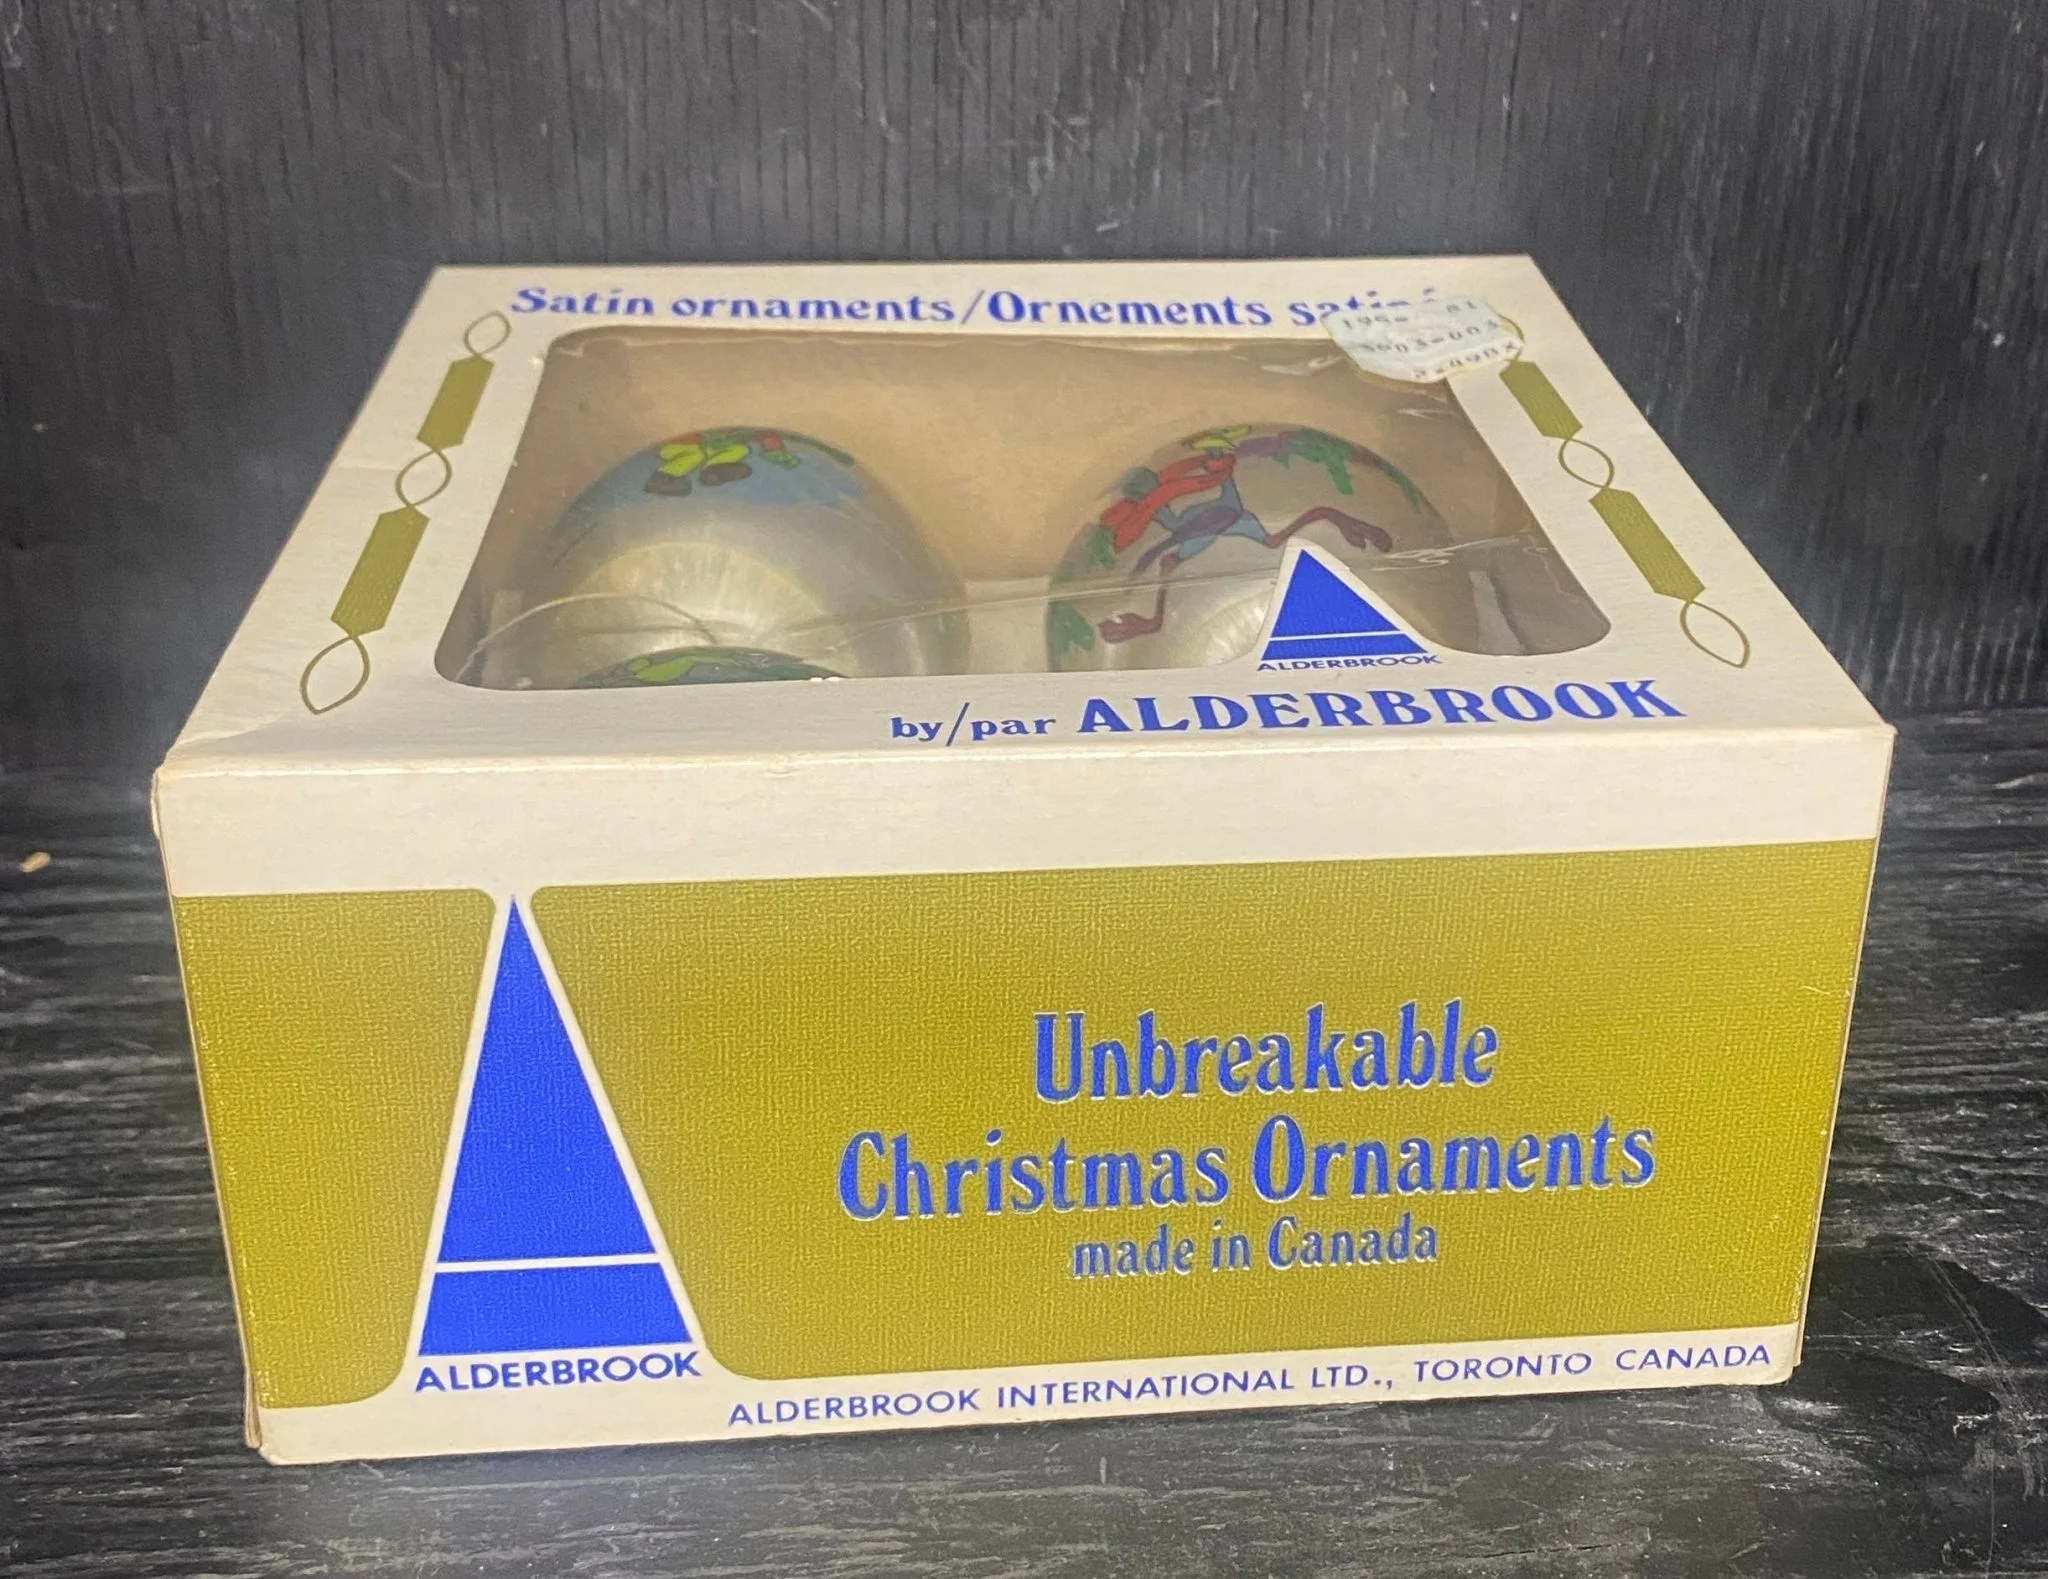 Satin ornaments/Ornements
ALDERBROOK
by/par ALDERBROOK
Unbreakable
Christmas Ornaments
made in Canada
ALDERBROOK
ALDERBROOK INTERNATIONAL LTD., TORONTO CANADA